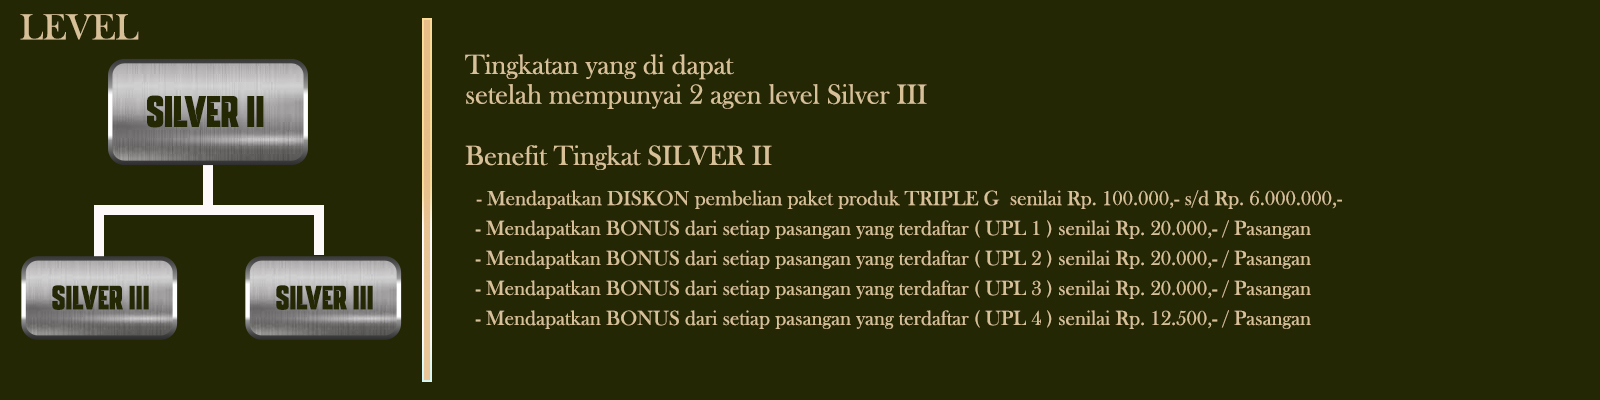 LEVEL
SILVER II
SILVER III
SILVER III
Tingkatan yang di dapat
setelah mempunyai 2 agen level Silver III
Benefit Tingkat SILVER II
- Mendapatkan DISKON pembelian paket produk TRIPLE G senilai Rp. 100.000,- s/d Rp. 6.000.000,-
- Mendapatkan BONUS dari setiap pasangan yang terdaftar ( UPL 1 ) senilai Rp. 20.000,- / Pasangan
- Mendapatkan BONUS dari setiap pasangan yang terdaftar ( UPL 2 ) senilai Rp. 20.000,- / Pasangan
- Mendapatkan BONUS dari setiap pasangan yang terdaftar ( UPL 3 ) senilai Rp. 20.000,- / Pasangan
- Mendapatkan BONUS dari setiap pasangan yang terdaftar ( UPL 4 ) senilai Rp. 12.500,- / Pasangan